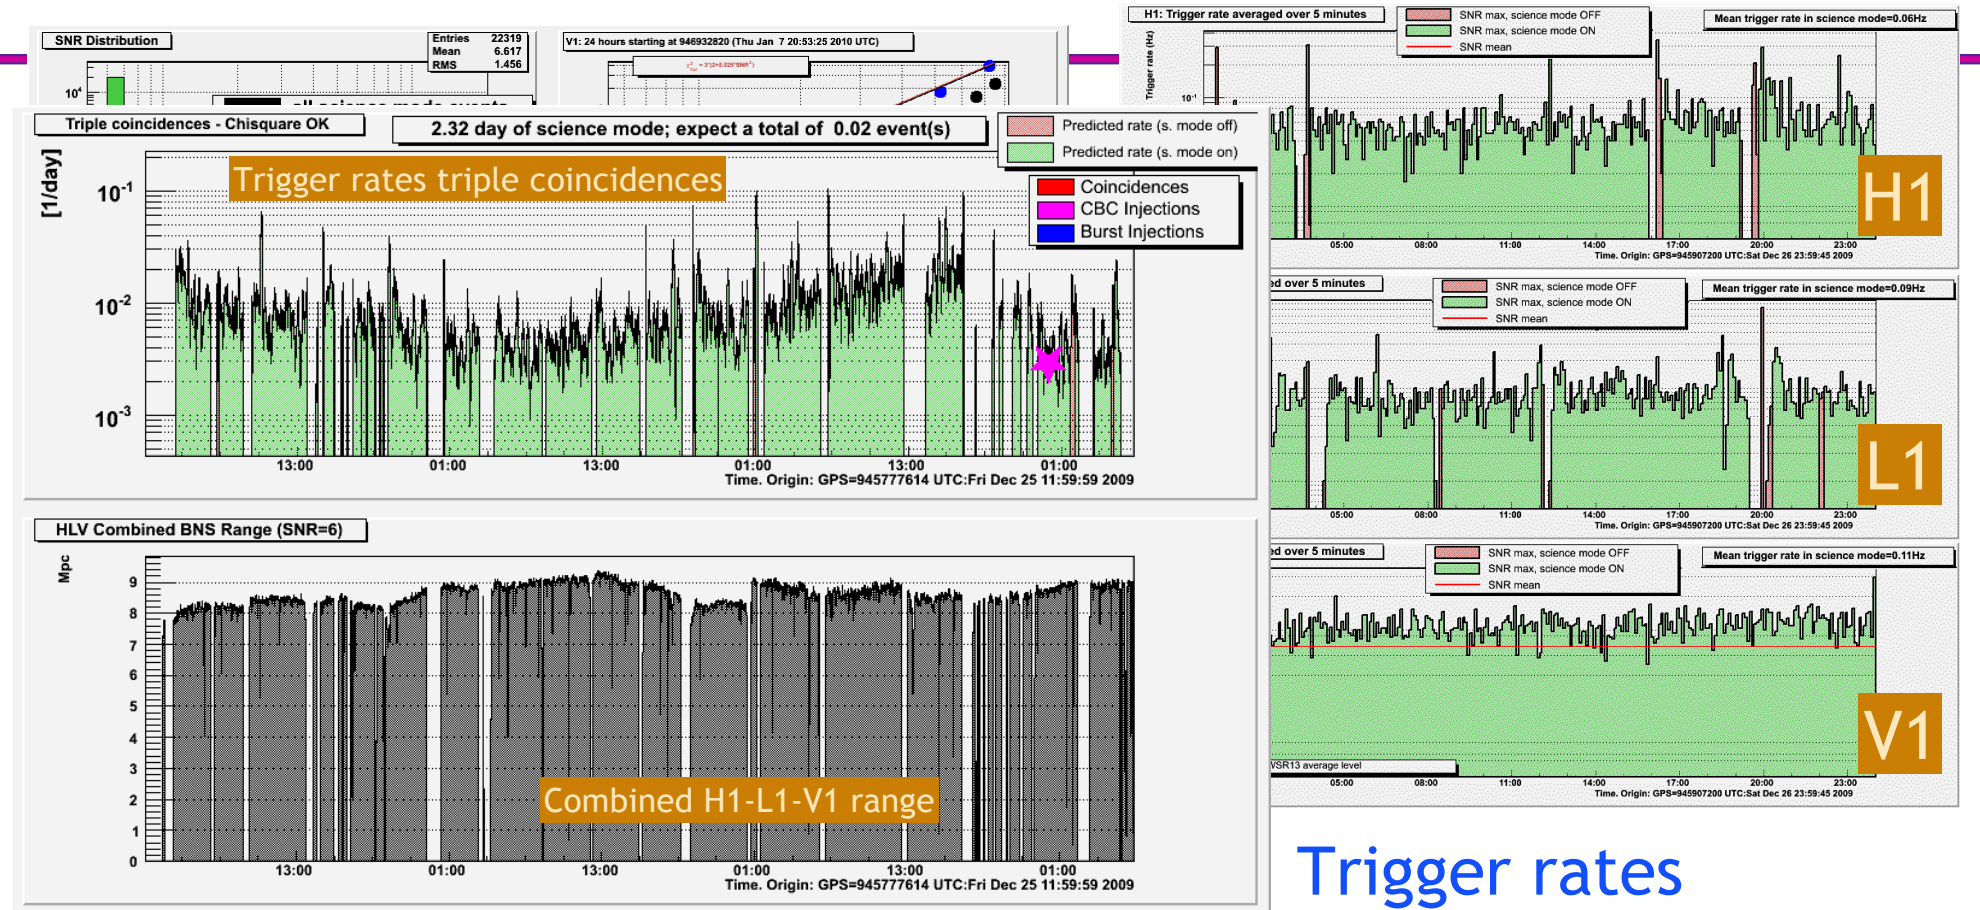 SNR Distribution
Entries 22319
Mean 6.617
RMS 1.456
10⁴
V1: 24 hours starting at 946932820 (Thu Jan 7 20:53:25 2010 UTC)
H1: Trigger rate averaged over 5 minutes
SNR max, science mode OFF
SNR max, science mode ON
SNR mean
Mean trigger rate in science mode=0.06Hz
Trigger rate (Hz)
10⁻¹
05:00 08:00 11:00 14:00 17:00 20:00 23:00
Time. Origin: GPS=945907200 UTC:Sat Dec 26 23:59:45 2009
H1
Triple coincidences - Chisquare OK
2.32 day of science mode; expect a total of 0.02 event(s)
Predicted rate (s. mode off)
Predicted rate (s. mode on)
Coincidences
CBC Injections
Burst Injections
Trigger rates triple coincidences
[1/day]
10⁻¹
10⁻²
10⁻³
13:00 01:00 13:00 01:00 13:00 01:00
Time. Origin: GPS=945777614 UTC:Fri Dec 25 11:59:59 2009
ed over 5 minutes
SNR max, science mode OFF
SNR max, science mode ON
SNR mean
Mean trigger rate in science mode=0.09Hz
05:00 08:00 11:00 14:00 17:00 20:00 23:00
Time. Origin: GPS=945907200 UTC:Sat Dec 26 23:59:45 2009
L1
HLV Combined BNS Range (SNR=6)
Mpc
9
8
7
6
5
4
3
2
1
0
Combined H1-L1-V1 range
13:00 01:00 13:00 01:00 13:00 01:00
Time. Origin: GPS=945777614 UTC:Fri Dec 25 11:59:59 2009
ed over 5 minutes
SNR max, science mode OFF
SNR max, science mode ON
SNR mean
Mean trigger rate in science mode=0.11Hz
VSR13 average level
05:00 08:00 11:00 14:00 17:00 20:00 23:00
Time. Origin: GPS=945907200 UTC:Sat Dec 26 23:59:45 2009
V1
Trigger rates